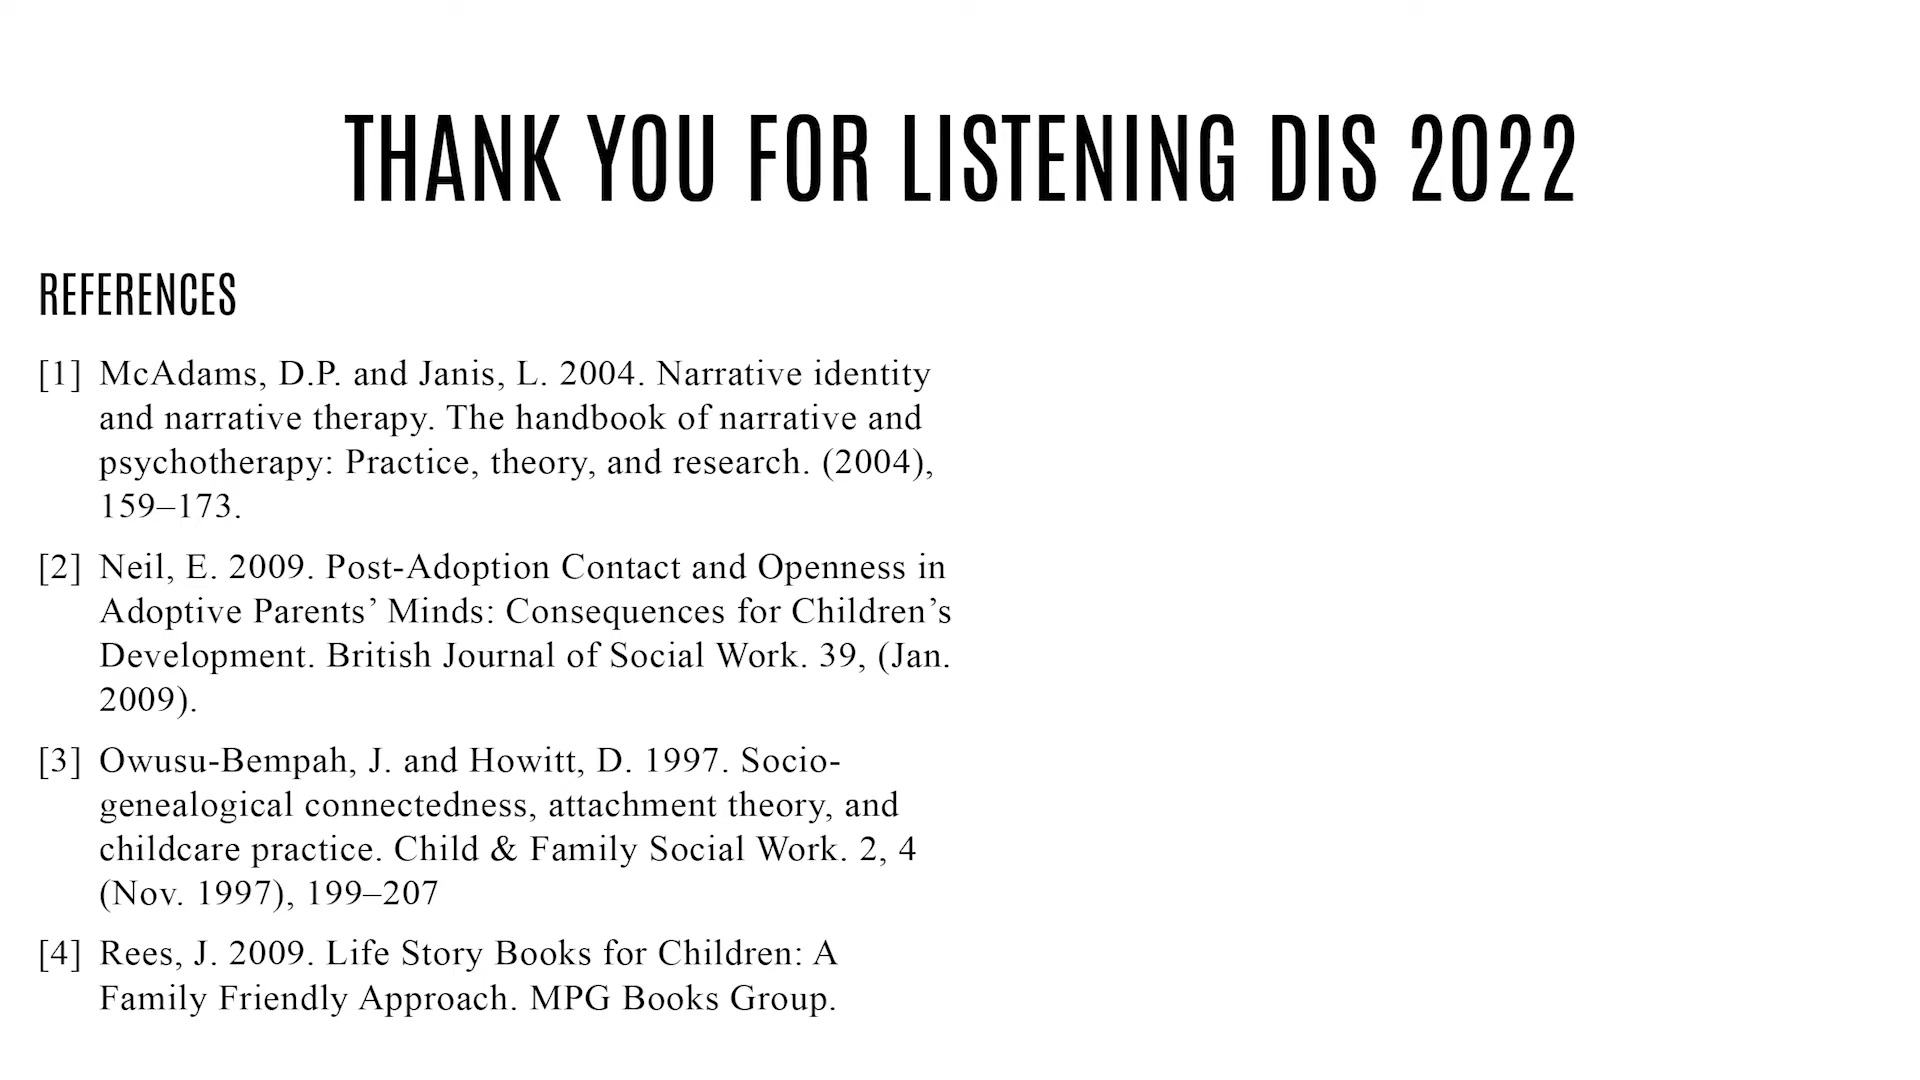 THANK YOU FOR LISTENING DIS 2022
REFERENCES
[1] McAdams, D.P. and Janis, L. 2004. Narrative identity
and narrative therapy. The handbook of narrative and
psychotherapy: Practice, theory, and research. (2004),
159–173.
[2] Neil, E. 2009. Post-Adoption Contact and Openness in
Adoptive Parents’ Minds: Consequences for Children’s
Development. British Journal of Social Work. 39, (Jan.
2009).
[3] Owusu-Bempah, J. and Howitt, D. 1997. Socio-
genealogical connectedness, attachment theory, and
childcare practice. Child & Family Social Work. 2, 4
(Nov. 1997), 199–207
[4] Rees, J. 2009. Life Story Books for Children: A
Family Friendly Approach. MPG Books Group.